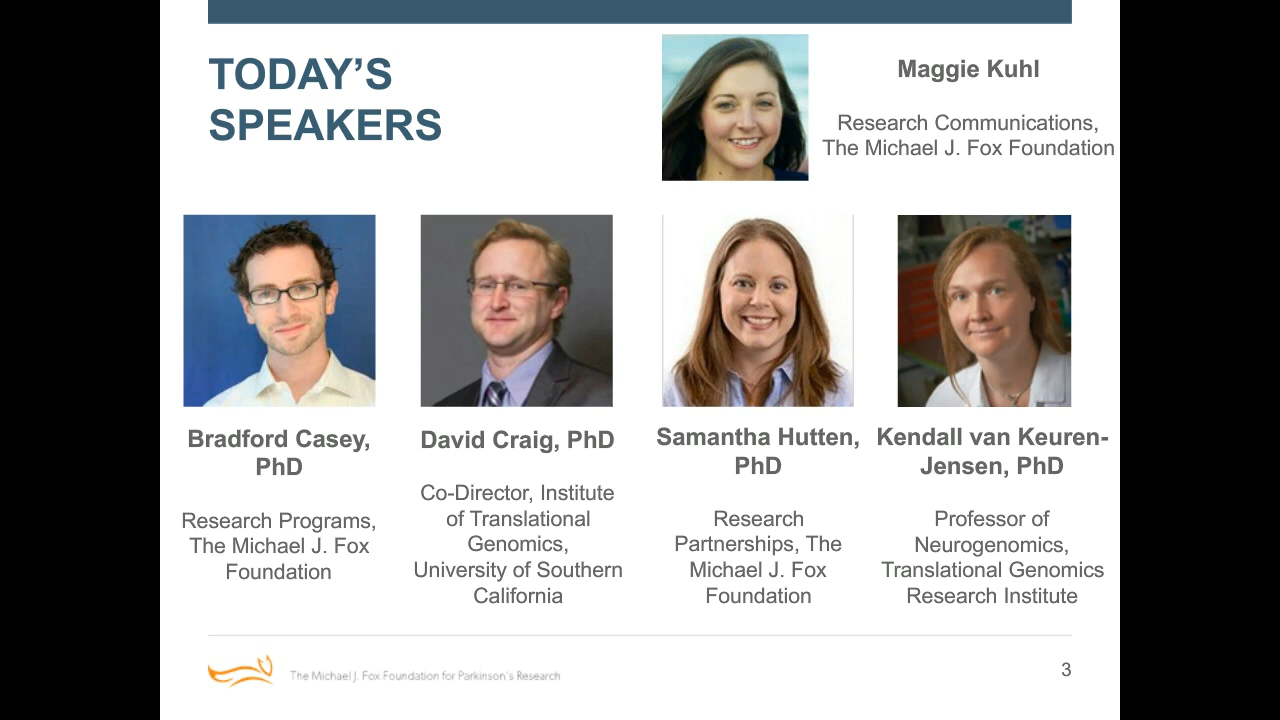 TODAY’S
SPEAKERS
Maggie Kuhl
Research Communications,
The Michael J. Fox Foundation
Bradford Casey,
PhD
Research Programs,
The Michael J. Fox
Foundation
David Craig, PhD
Co-Director, Institute
of Translational
Genomics,
University of Southern
California
Samantha Hutten,
PhD
Research
Partnerships, The
Michael J. Fox
Foundation
Kendall van Keuren-
Jensen, PhD
Professor of
Neurogenomics,
Translational Genomics
Research Institute
The Michael J. Fox Foundation for Parkinson's Research
3